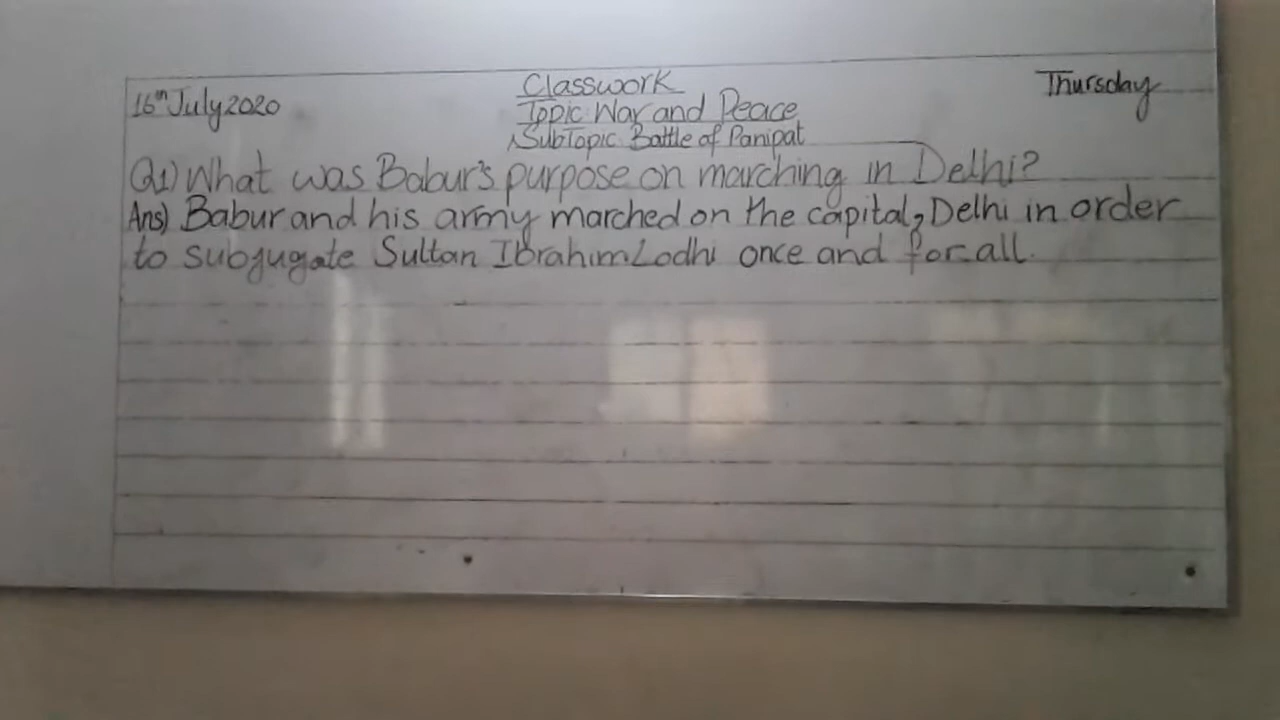 Classwork
16th July 2020 Thursday
Topic: War and Peace
SubTopic: Battle of Panipat
Q1) What was Babur's purpose on marching in Delhi?
Ans) Babur and his army marched on the capital, Delhi in order
to subjugate Sultan Ibrahim Lodhi once and for all.